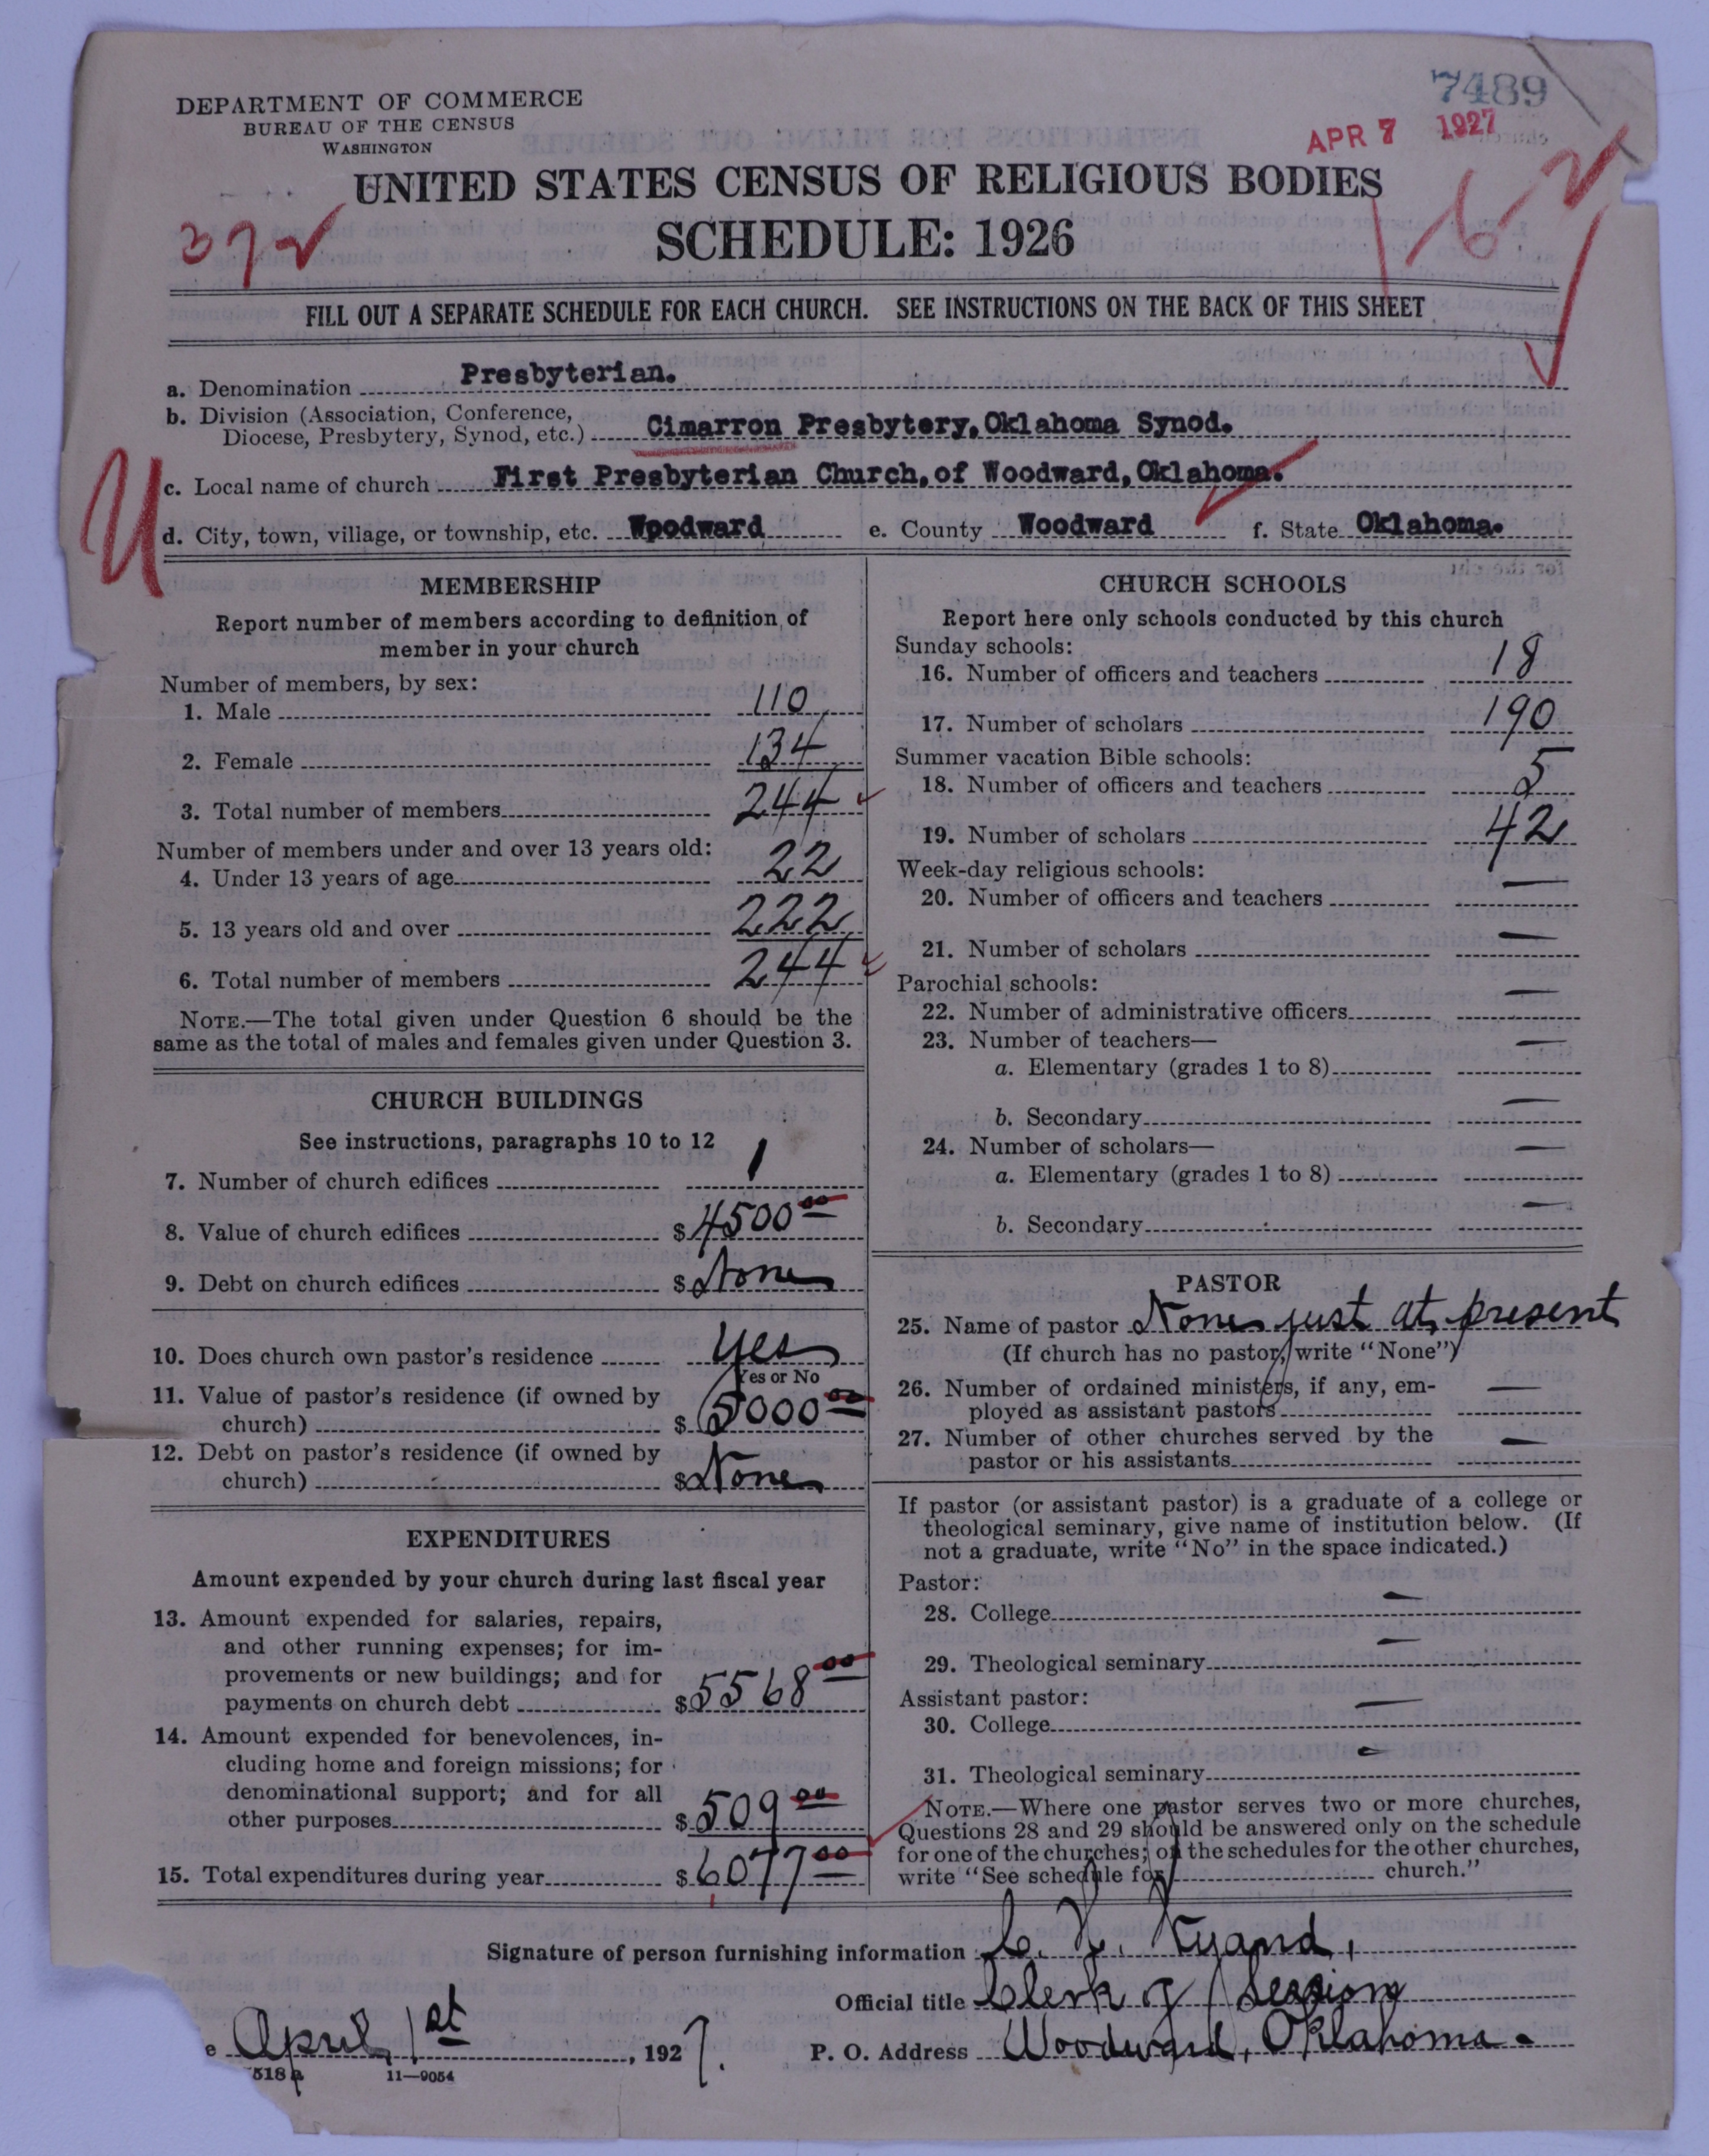 7489
APR 7 1927
DEPARTMENT OF COMMERCE
BUREAU OF THE CENSUS
WASHINGTON
UNITED STATES CENSUS OF RELIGIOUS BODIES
SCHEDULE: 1926
372
1-6-2
FILL OUT A SEPARATE SCHEDULE FOR EACH CHURCH. SEE INSTRUCTIONS ON THE BACK OF THIS SHEET
a. Denomination Presbyterian.
b. Division (Association, Conference,
Diocese, Presbytery, Synod, etc.) Cimarron Presbytery, Oklahoma Synod.
U
c. Local name of church First Presbyterian Church, of Woodward, Oklahoma.
d. City, town, village, or township, etc. Woodward e. County Woodward f. State Oklahoma.
MEMBERSHIP
Report number of members according to definition of
member in your church
Number of members, by sex:
1. Male 110
2. Female 134
3. Total number of members 244
Number of members under and over 13 years old:
4. Under 13 years of age 22
5. 13 years old and over 222
6. Total number of members 244
NOTE.—The total given under Question 6 should be the
same as the total of males and females given under Question 3.
CHURCH BUILDINGS
See instructions, paragraphs 10 to 12
7. Number of church edifices 1
8. Value of church edifices $ 4500 00
9. Debt on church edifices $ None
10. Does church own pastor's residence Yes
Yes or No
11. Value of pastor's residence (if owned by
church) $ 5000 00
12. Debt on pastor's residence (if owned by
church) $ None
EXPENDITURES
Amount expended by your church during last fiscal year
13. Amount expended for salaries, repairs,
and other running expenses; for im-
provements or new buildings; and for
payments on church debt $ 5568 00
14. Amount expended for benevolences, in-
cluding home and foreign missions; for
denominational support; and for all
other purposes $ 509 00
15. Total expenditures during year $ 6077 00
CHURCH SCHOOLS
Report here only schools conducted by this church
Sunday schools:
16. Number of officers and teachers 18
17. Number of scholars 190
Summer vacation Bible schools:
18. Number of officers and teachers 5
19. Number of scholars 42
Week-day religious schools:
20. Number of officers and teachers —
21. Number of scholars —
Parochial schools:
22. Number of administrative officers —
23. Number of teachers—
a. Elementary (grades 1 to 8) —
b. Secondary —
24. Number of scholars—
a. Elementary (grades 1 to 8) —
b. Secondary —
PASTOR
25. Name of pastor None just at present
(If church has no pastor, write "None")
26. Number of ordained ministers, if any, em-
ployed as assistant pastors —
27. Number of other churches served by the
pastor or his assistants —
If pastor (or assistant pastor) is a graduate of a college or
theological seminary, give name of institution below. (If
not a graduate, write "No" in the space indicated.)
Pastor:
28. College —
29. Theological seminary —
Assistant pastor:
30. College —
31. Theological seminary —
NOTE.—Where one pastor serves two or more churches,
Questions 28 and 29 should be answered only on the schedule
for one of the churches; on the schedules for the other churches,
write "See schedule for church."
Signature of person furnishing information C.
Official title Clerk of Session
e April 1st, 1927. P. O. Address Woodward, Oklahoma.
518 a 11—9054